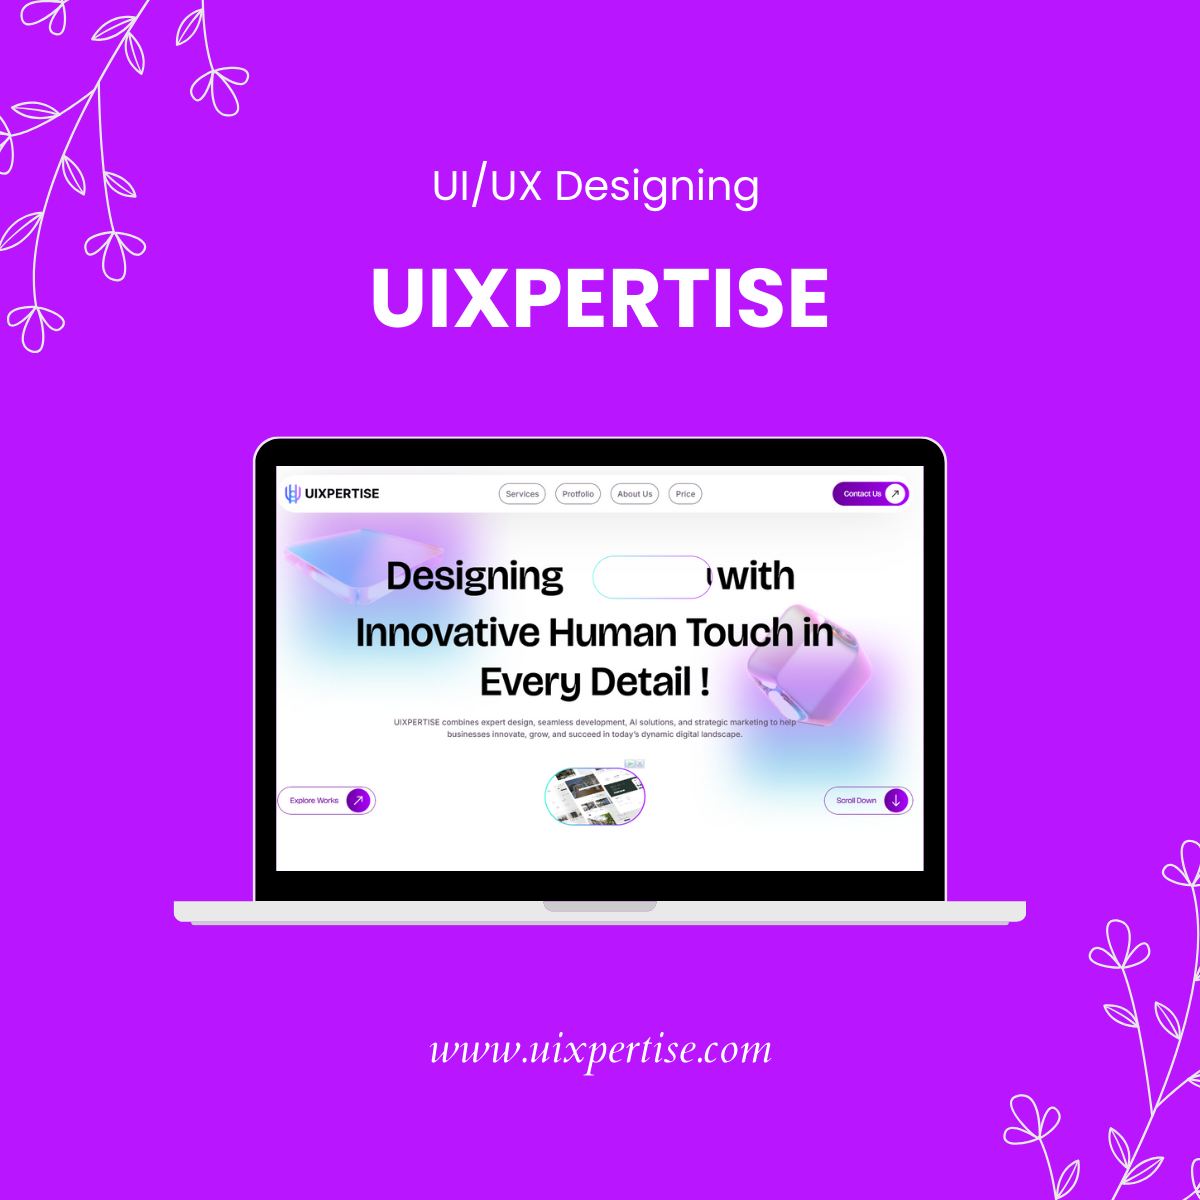 UI/UX Designing
UIXPERTISE
UIXPERTISE
Services
Protfolio
About Us
Price
Contact Us
Designing with
Innovative Human Touch in
Every Detail !
UIXPERTISE combines expert design, seamless development, AI solutions, and strategic marketing to help
businesses innovate, grow, and succeed in today's dynamic digital landscape.
Explore Works
Scroll Down
www.uixpertise.com